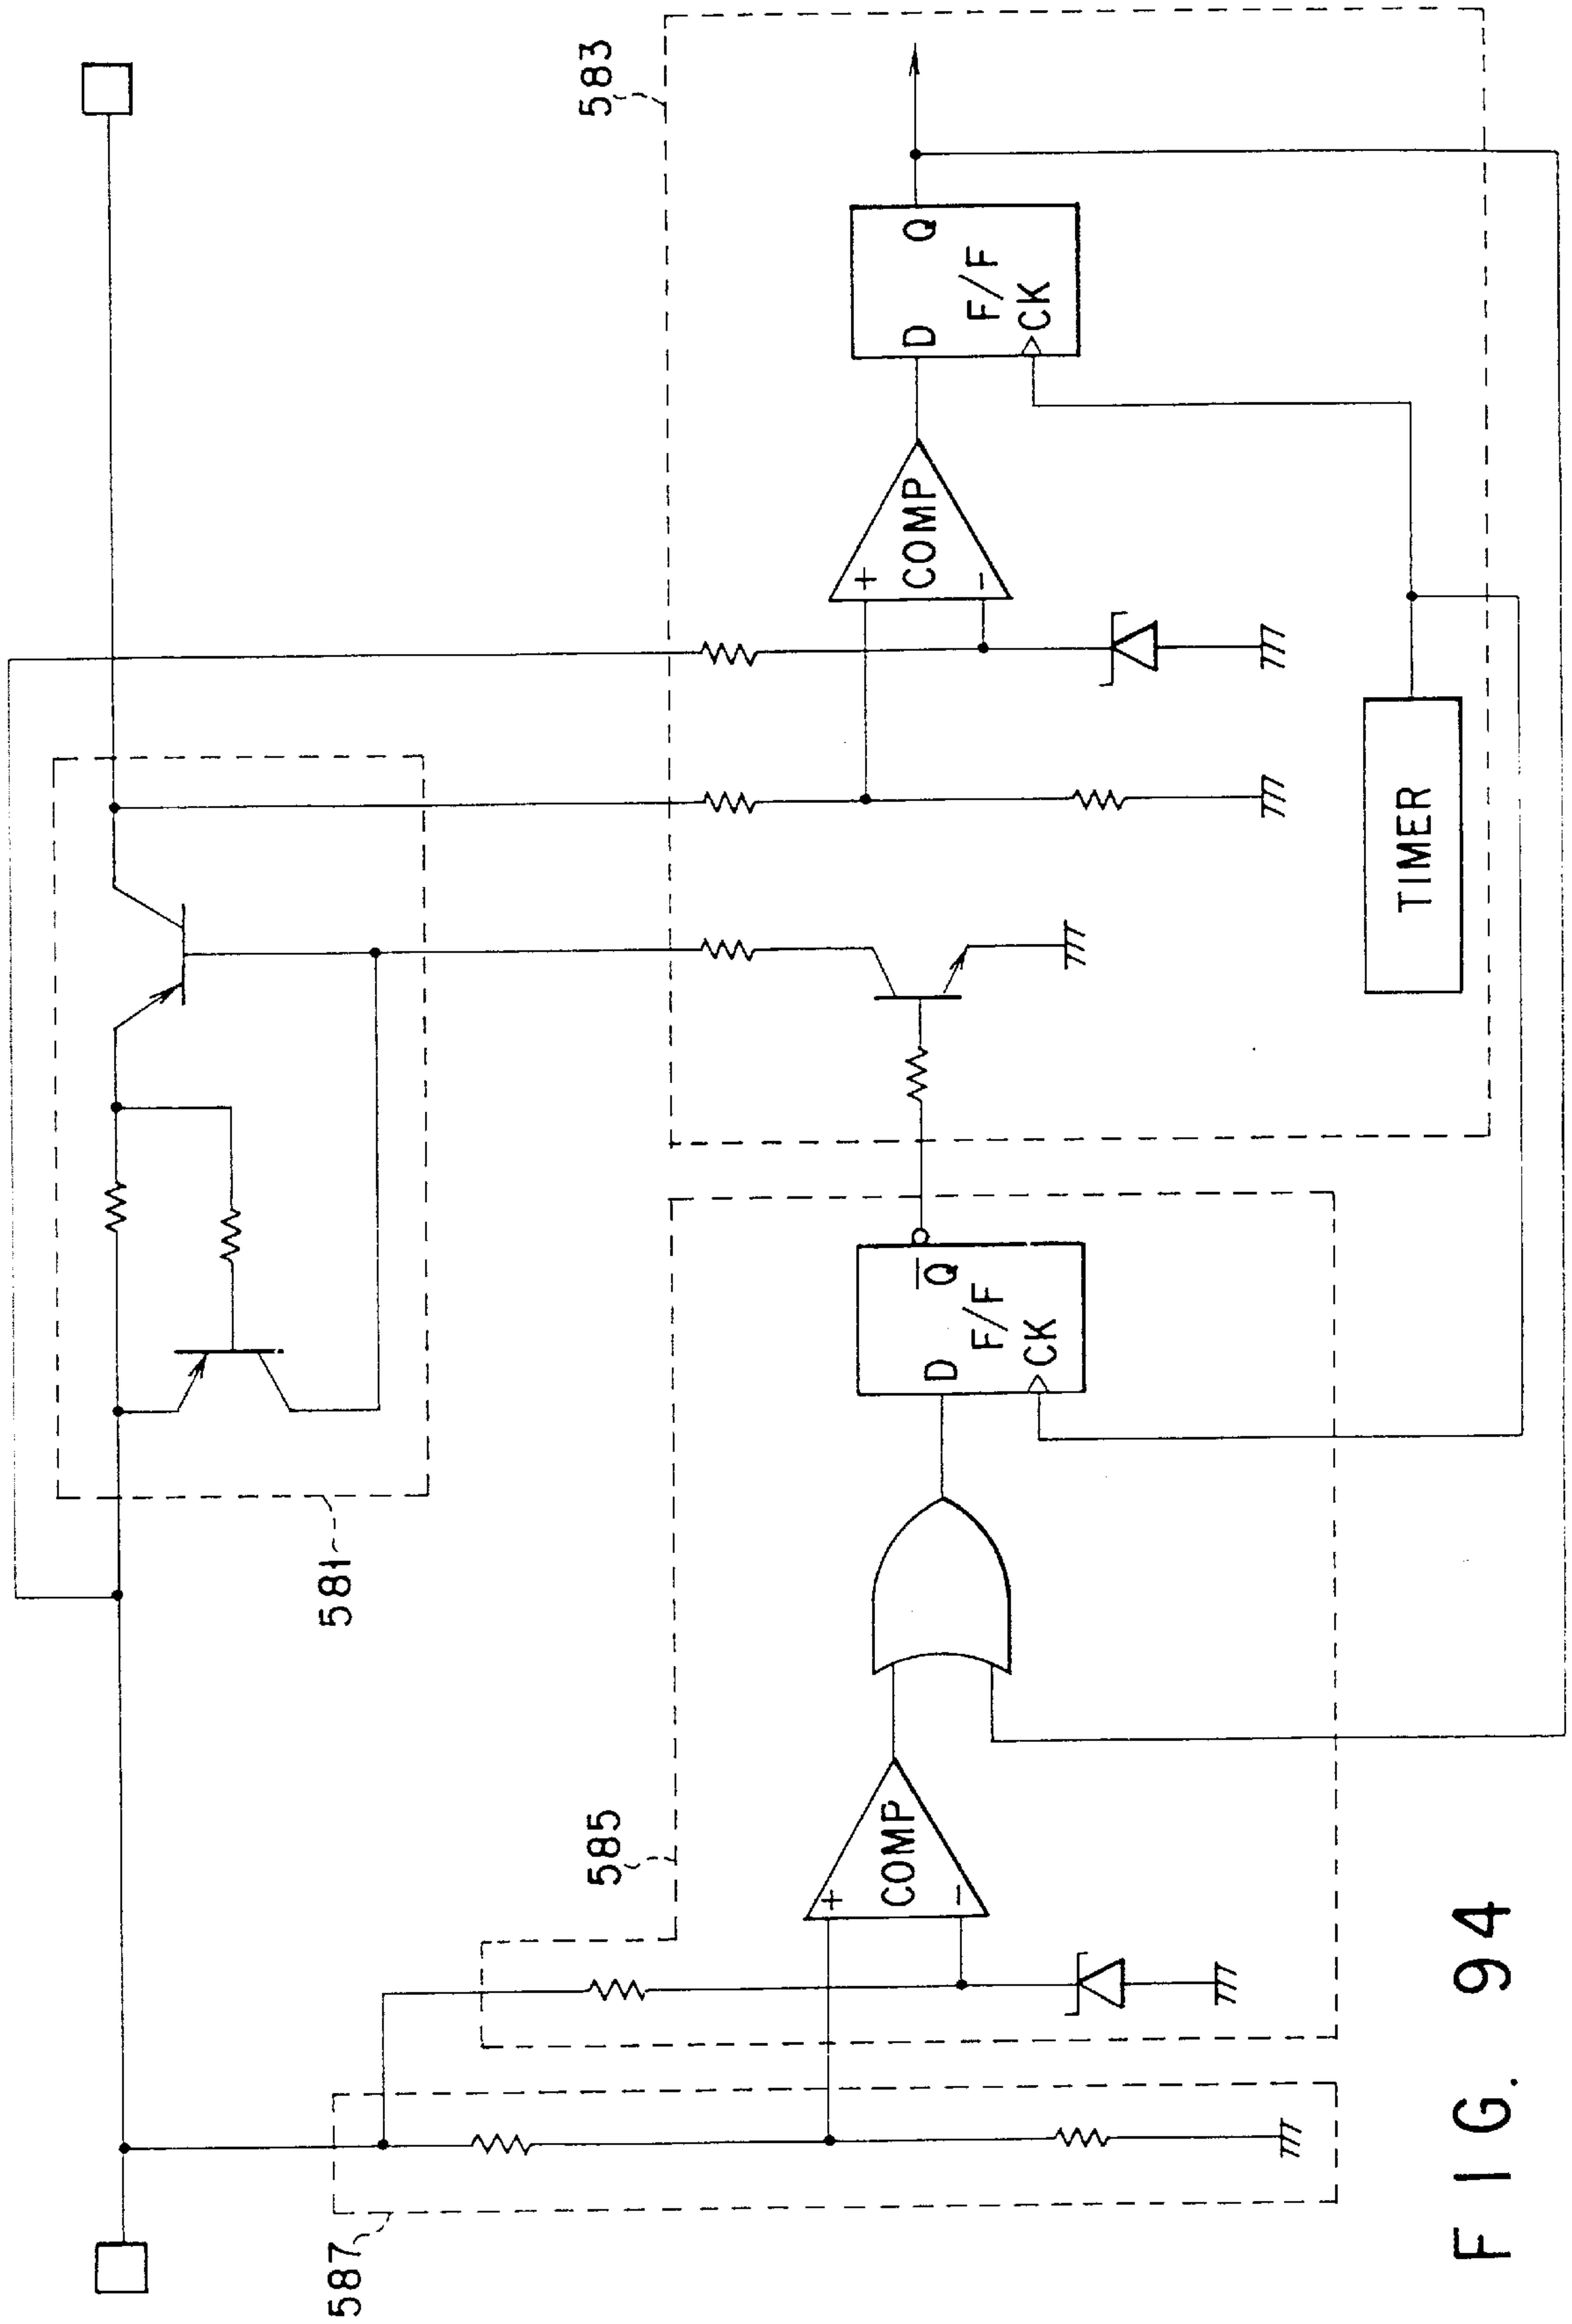 581
583
+
COMP
−
D
Q
F/F
CK
585
+
COMP
−
D
Q̅
F/F
CK
TIMER
587
FIG. 94